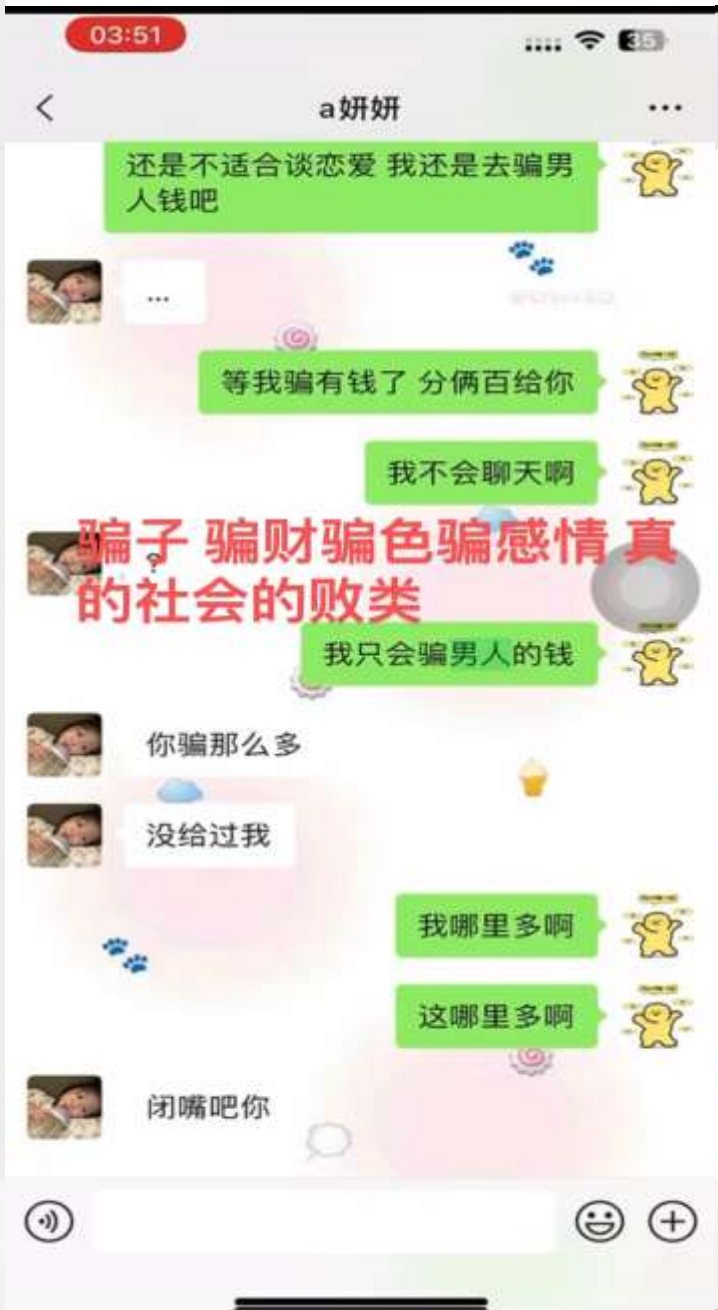 03:51
35
a妍妍
还是不适合谈恋爱 我还是去骗男
人钱吧
...
等我骗有钱了 分俩百给你
我不会聊天啊
骗子 骗财骗色骗感情 真
的社会的败类
?
我只会骗男人的钱
你骗那么多
没给过我
我哪里多啊
这哪里多啊
闭嘴吧你